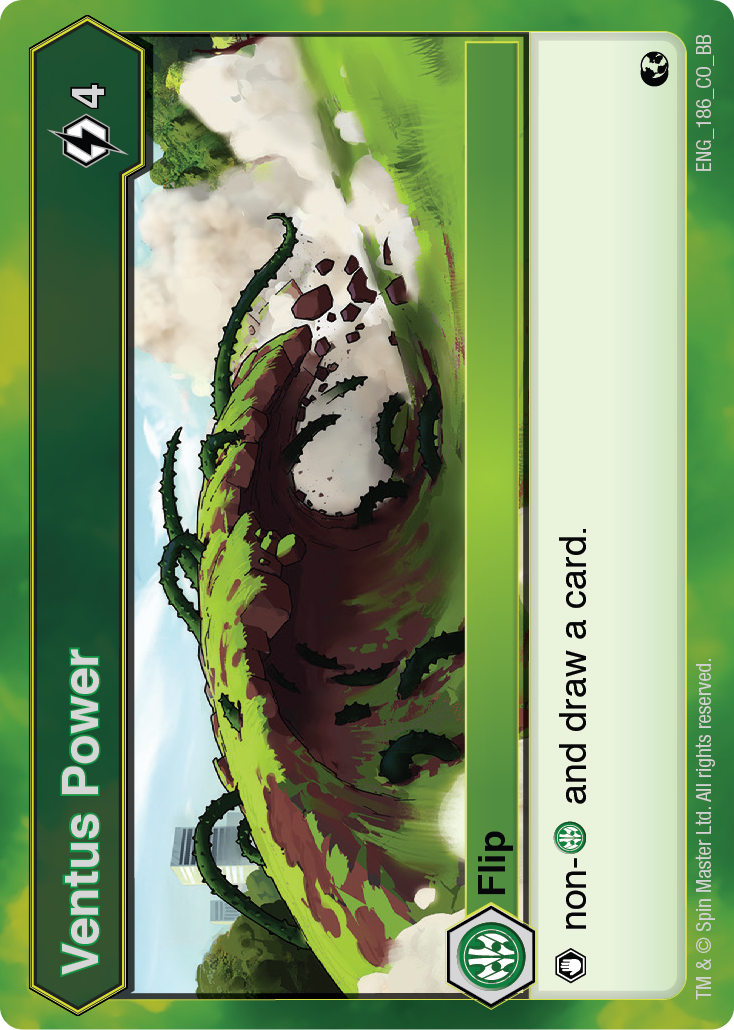 Ventus Power
4
Flip
non- and draw a card.
TM & © Spin Master Ltd. All rights reserved.
ENG_186_CO_BB